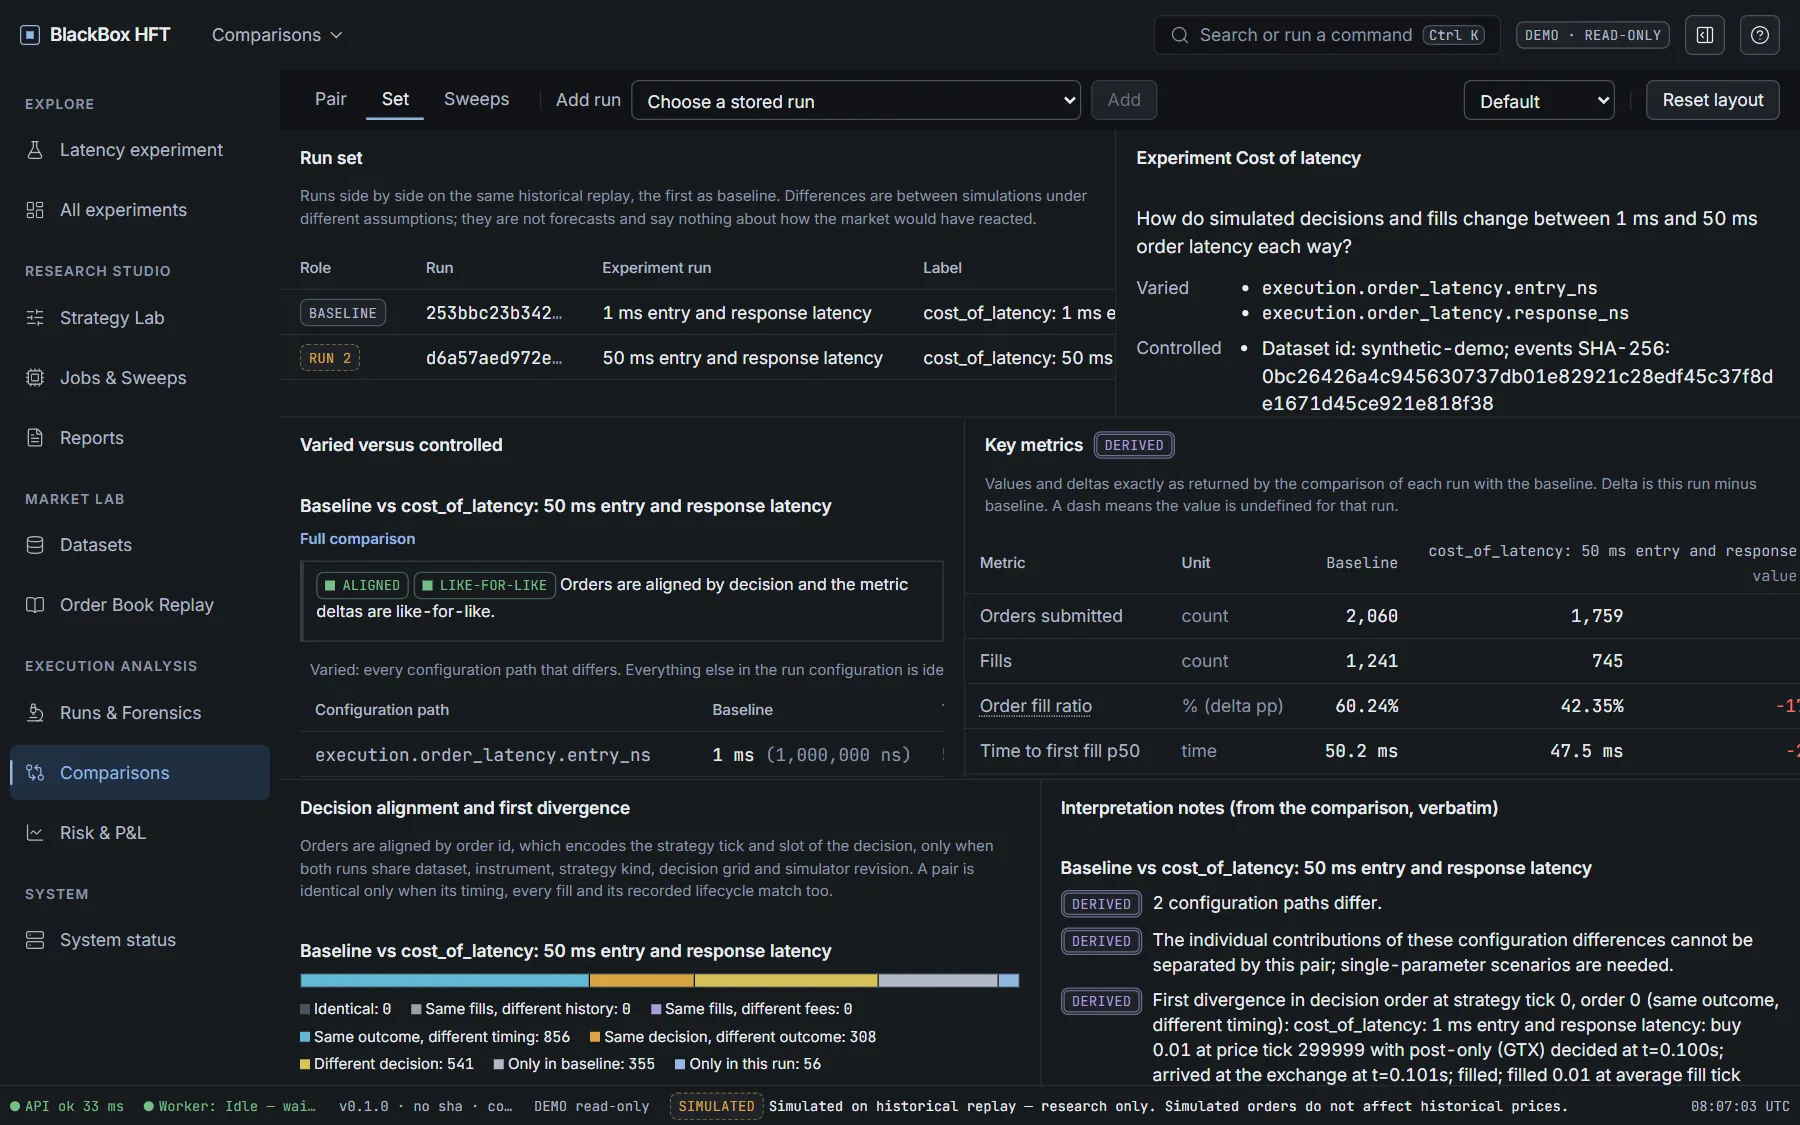 BlackBox HFT
Comparisons
Search or run a command Ctrl K
DEMO · READ-ONLY
EXPLORE
Latency experiment
All experiments
RESEARCH STUDIO
Strategy Lab
Jobs & Sweeps
Reports
MARKET LAB
Datasets
Order Book Replay
EXECUTION ANALYSIS
Runs & Forensics
Comparisons
Risk & P&L
SYSTEM
System status
Pair Set Sweeps Add run Choose a stored run Add Default Reset layout
Run set
Runs side by side on the same historical replay, the first as baseline. Differences are between simulations under
different assumptions; they are not forecasts and say nothing about how the market would have reacted.
Role Run Experiment run Label
BASELINE 253bbc23b342… 1 ms entry and response latency cost_of_latency: 1 ms e
RUN 2 d6a57aed972e… 50 ms entry and response latency cost_of_latency: 50 ms
Experiment Cost of latency
How do simulated decisions and fills change between 1 ms and 50 ms
order latency each way?
Varied • execution.order_latency.entry_ns
• execution.order_latency.response_ns
Controlled • Dataset id: synthetic-demo; events SHA-256:
0bc26426a4c945630737db01e82921c28edf45c37f8d
e1671d45ce921e818f38
Varied versus controlled
Baseline vs cost_of_latency: 50 ms entry and response latency
Full comparison
ALIGNED LIKE-FOR-LIKE Orders are aligned by decision and the metric
deltas are like-for-like.
Varied: every configuration path that differs. Everything else in the run configuration is ide
Configuration path Baseline
execution.order_latency.entry_ns 1 ms (1,000,000 ns)
Key metrics DERIVED
Values and deltas exactly as returned by the comparison of each run with the baseline. Delta is this run minus
baseline. A dash means the value is undefined for that run.
Metric Unit Baseline cost_of_latency: 50 ms entry and response
value
Orders submitted count 2,060 1,759
Fills count 1,241 745
Order fill ratio % (delta pp) 60.24% 42.35% -17
Time to first fill p50 time 50.2 ms 47.5 ms -2
Decision alignment and first divergence
Orders are aligned by order id, which encodes the strategy tick and slot of the decision, only when
both runs share dataset, instrument, strategy kind, decision grid and simulator revision. A pair is
identical only when its timing, every fill and its recorded lifecycle match too.
Baseline vs cost_of_latency: 50 ms entry and response latency
Identical: 0 Same fills, different history: 0 Same fills, different fees: 0
Same outcome, different timing: 856 Same decision, different outcome: 308
Different decision: 541 Only in baseline: 355 Only in this run: 56
Interpretation notes (from the comparison, verbatim)
Baseline vs cost_of_latency: 50 ms entry and response latency
DERIVED 2 configuration paths differ.
DERIVED The individual contributions of these configuration differences cannot be
separated by this pair; single-parameter scenarios are needed.
DERIVED First divergence in decision order at strategy tick 0, order 0 (same outcome,
different timing): cost_of_latency: 1 ms entry and response latency: buy
0.01 at price tick 299999 with post-only (GTX) decided at t=0.100s;
arrived at the exchange at t=0.101s; filled; filled 0.01 at average fill tick
API ok 33 ms Worker: Idle — wai… v0.1.0 · no sha · co… DEMO read-only SIMULATED Simulated on historical replay — research only. Simulated orders do not affect historical prices. 08:07:03 UTC